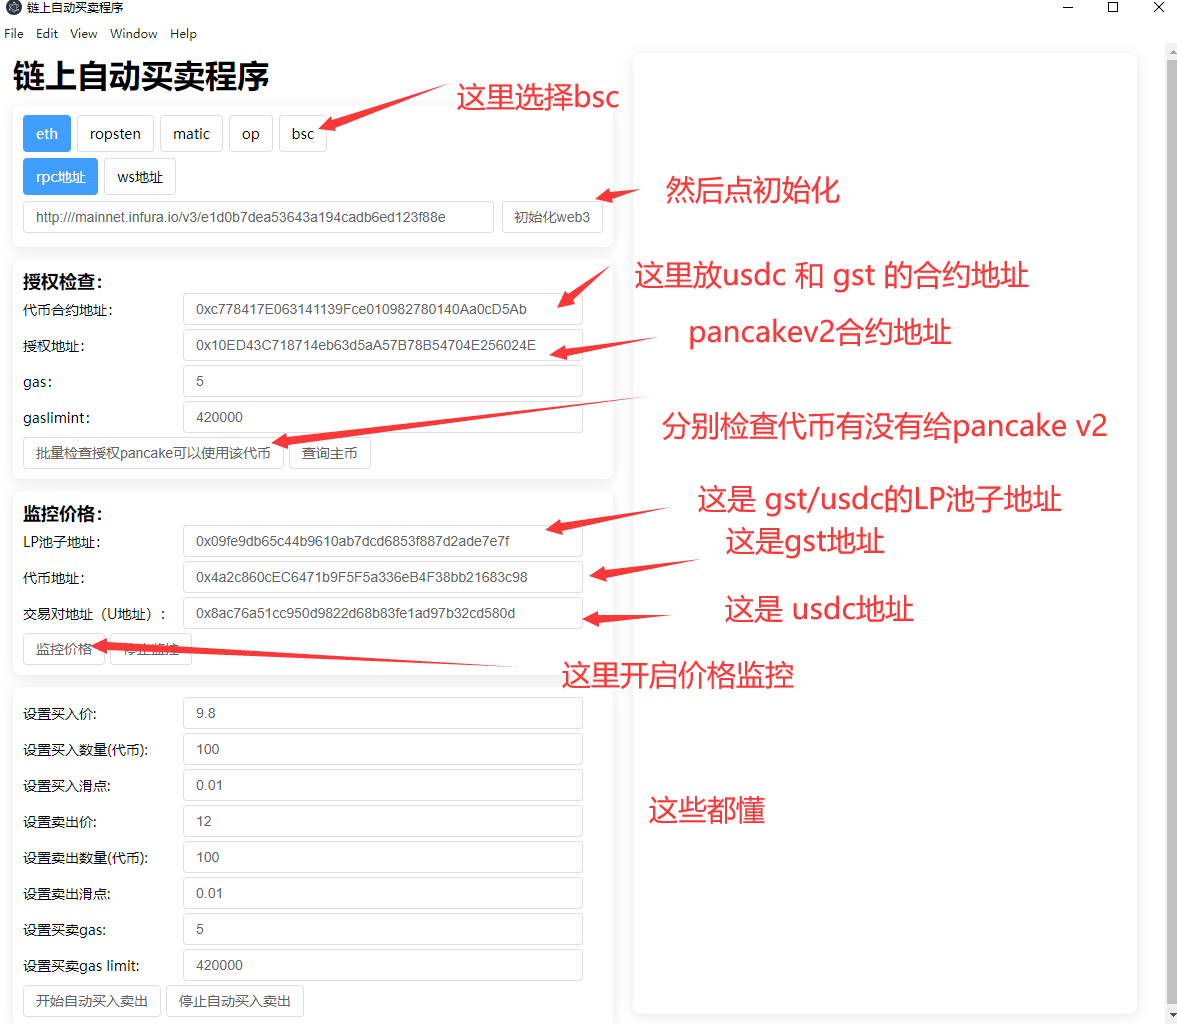 链上自动买卖程序
File Edit View Window Help
链上自动买卖程序
这里选择bsc
eth ropsten matic op bsc
rpc地址 ws地址
然后点初始化
http://mainnet.infura.io/v3/e1d0b7dea53643a194cadb6ed123f88e 初始化web3
授权检查：
这里放usdc 和 gst 的合约地址
代币合约地址： 0xc778417E063141139Fce010982780140Aa0cD5Ab
pancakev2合约地址
授权地址： 0x10ED43C718714eb63d5aA57B78B54704E256024E
gas： 5
gaslimint： 420000
分别检查代币有没有给pancake v2
批量检查授权pancake可以使用该代币 查询主币
监控价格：
这是 gst/usdc的LP池子地址
LP池子地址： 0x09fe9db65c44b9610ab7dcd6853f887d2ade7e7f
这是gst地址
代币地址： 0x4a2c860cEC6471b9F5F5a336eB4F38bb21683c98
这是 usdc地址
交易对地址（U地址）： 0x8ac76a51cc950d9822d68b83fe1ad97b32cd580d
监控价格 停止监控
这里开启价格监控
设置买入价: 9.8
设置买入数量(代币): 100
设置买入滑点: 0.01
这些都懂
设置卖出价: 12
设置卖出数量(代币): 100
设置卖出滑点: 0.01
设置买卖gas: 5
设置买卖gas limit: 420000
开始自动买入卖出 停止自动买入卖出